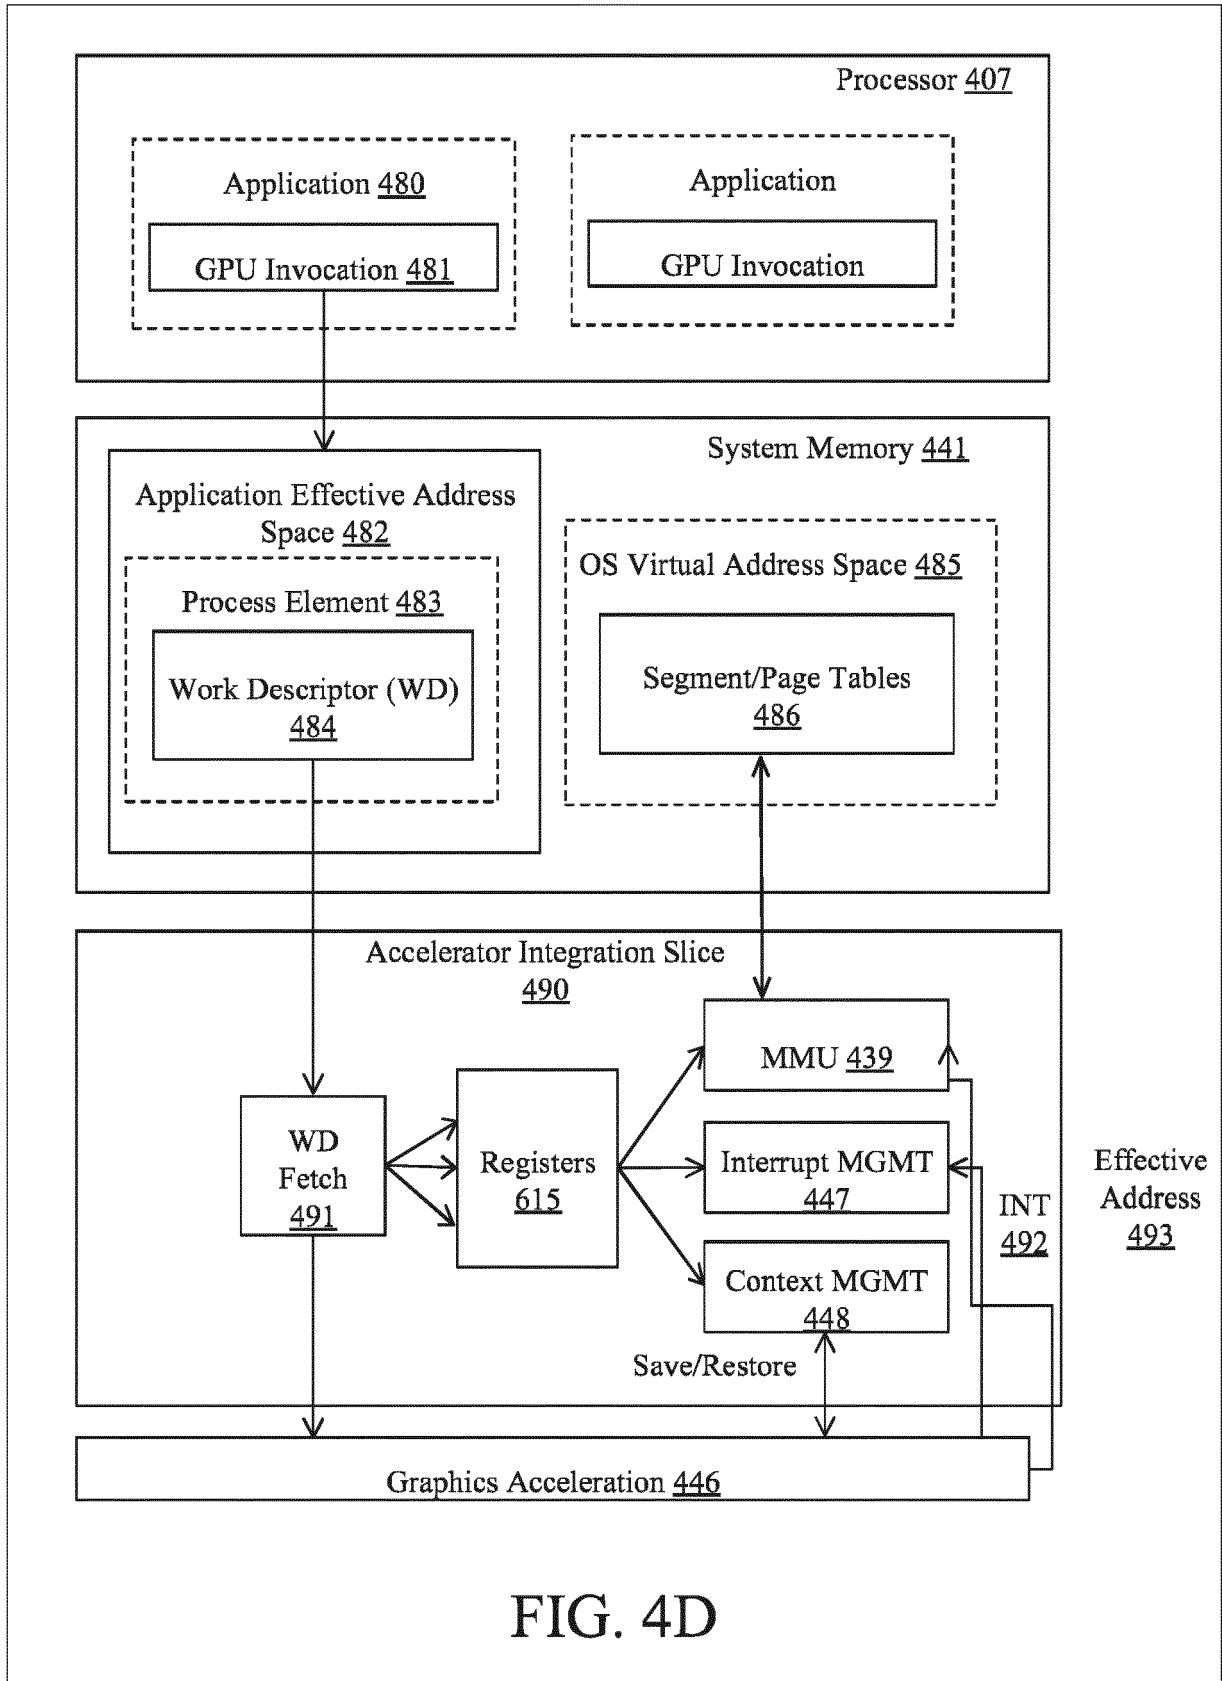 Processor 407
Application 480
Application
GPU Invocation 481
GPU Invocation
System Memory 441
Application Effective Address
Space 482
OS Virtual Address Space 485
Process Element 483
Work Descriptor (WD)
484
Segment/Page Tables
486
Accelerator Integration Slice
490
MMU 439
WD
Fetch
491
Registers
615
Interrupt MGMT
447
Effective
Address
493
INT
492
Context MGMT
448
Save/Restore
Graphics Acceleration 446
FIG. 4D